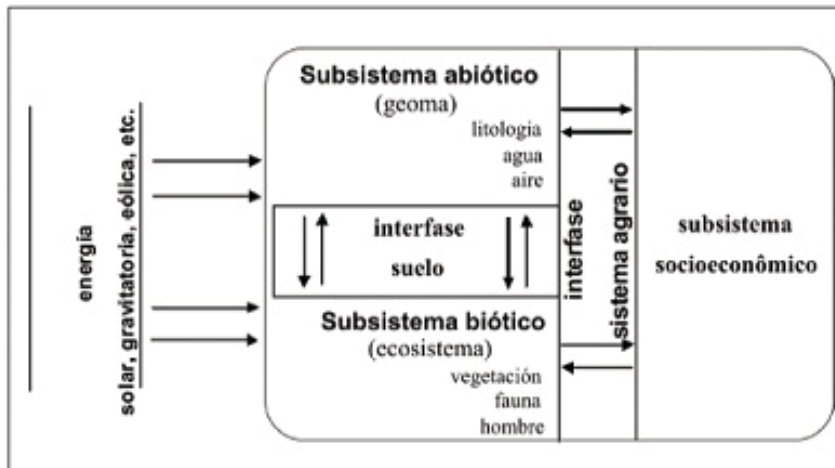 energía
solar, gravitatoria, eólica, etc.
Subsistema abiótico
(geoma)
litologia
agua
aire
interfase
suelo
Subsistema biótico
(ecosistema)
vegetación
fauna
hombre
interfase
sistema agrario
subsistema
socioeconômico